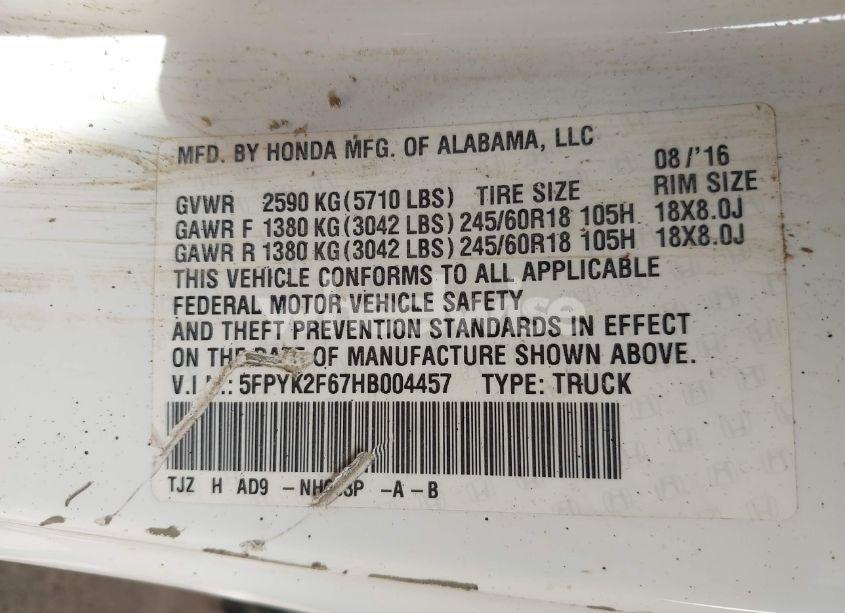 MFD. BY HONDA MFG. OF ALABAMA, LLC 08/'16
GVWR 2590 KG(5710 LBS) TIRE SIZE RIM SIZE
GAWR F 1380 KG(3042 LBS) 245/60R18 105H 18X8.0J
GAWR R 1380 KG(3042 LBS) 245/60R18 105H 18X8.0J
THIS VEHICLE CONFORMS TO ALL APPLICABLE
FEDERAL MOTOR VEHICLE SAFETY
AND THEFT PREVENTION STANDARDS IN EFFECT
ON THE DATE OF MANUFACTURE SHOWN ABOVE.
5FPYK2F67HB004457 TYPE: TRUCK
TJZ H AD9 -A-B